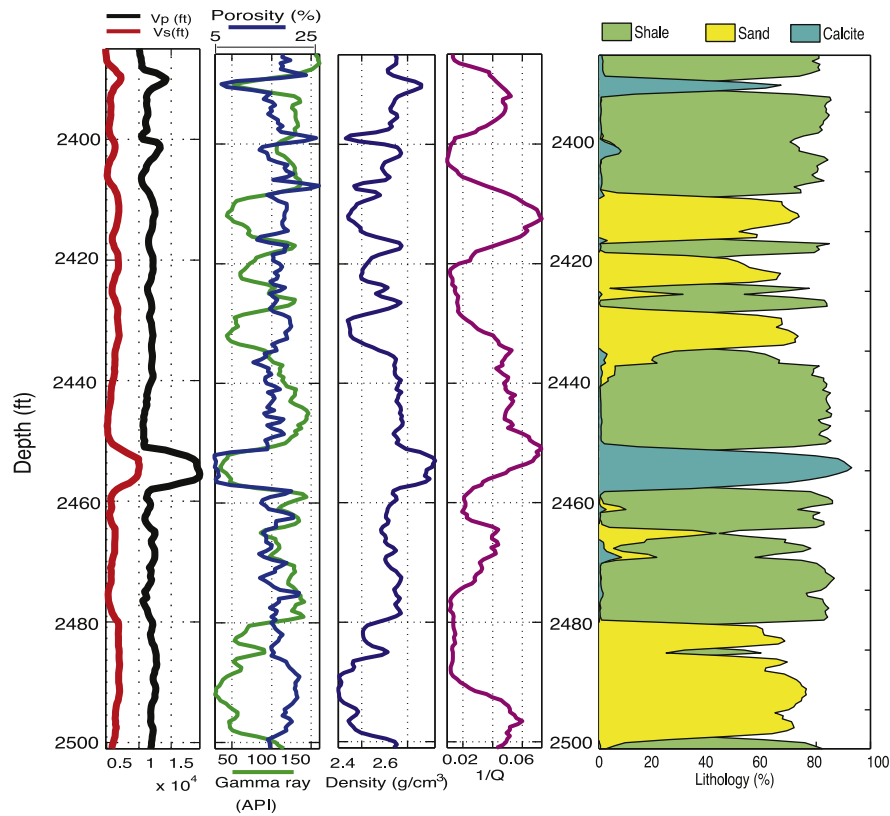 Vp (ft)
Vs(ft)
Porosity (%)
5 25
Shale Sand Calcite
Depth (ft)
2400 2400
2420 2420
2440 2440
2460 2460
2480 2480
2500 2500
0.5 1 1.5
x 10^4
50 100 150
Gamma ray
(API)
2.4 2.6
Density (g/cm³)
0.02 0.06
1/Q
0 20 40 60 80 100
Lithology (%)